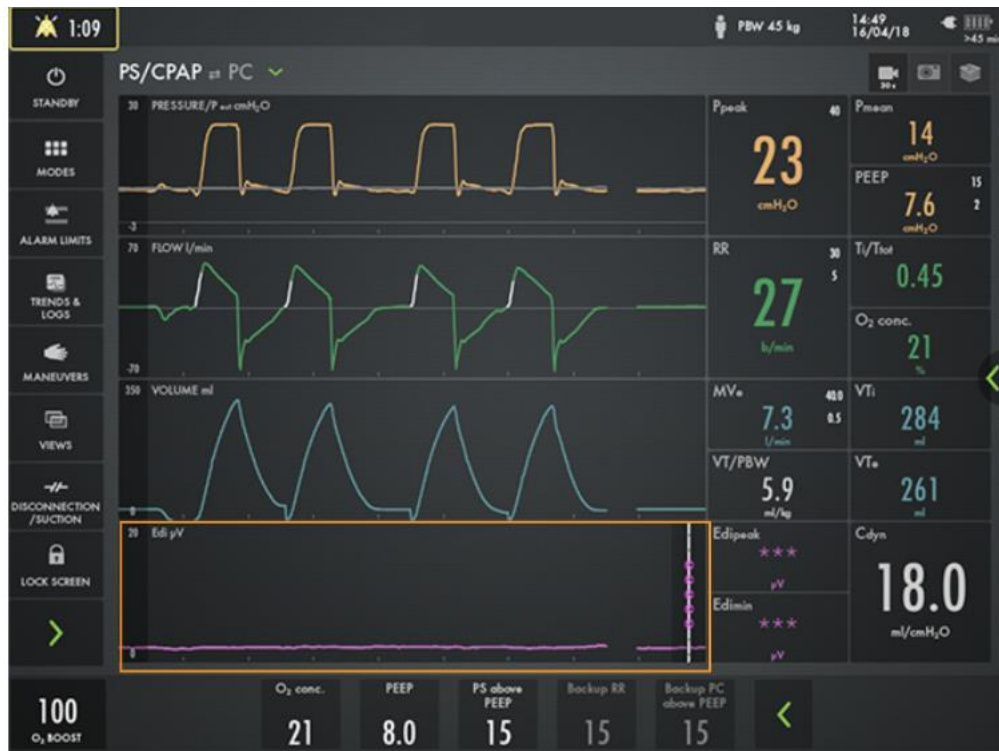 1:09
PBW 45 kg
14:49
16/04/18
>45 min
STANDBY
MODES
ALARM LIMITS
TRENDS &
LOGS
MANEUVERS
VIEWS
DISCONNECTION
/SUCTION
LOCK SCREEN
100
O₂ BOOST
PS/CPAP ⇄ PC
30 s
30 PRESSURE/P cmH₂O
-3
70 FLOW l/min
-70
350 VOLUME ml
0
20 Edi µV
0
Ppeak 40
23
cmH₂O
Pmean
14
cmH₂O
PEEP 15
7.6 2
cmH₂O
RR 30
5
27
b/min
Ti/Ttot
0.45
O₂ conc.
21
%
MVe 40.0
7.3 0.5
l/min
VTi
284
ml
VT/PBW
5.9
ml/kg
VTe
261
ml
Edipeak
***
µV
Edimin
***
µV
Cdyn
18.0
ml/cmH₂O
O₂ conc.
21
PEEP
8.0
PS above
PEEP
15
Backup RR
15
Backup PC
above PEEP
15